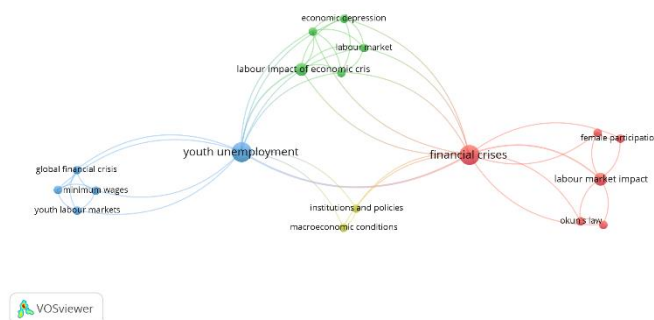 economic depression
labour market
labour impact of economic cris
youth unemployment
financial crises
female participatio
global financial crisis
minimum wages
youth labour markets
labour market impact
institutions and policies
macroeconomic conditions
okun's law
VOSviewer